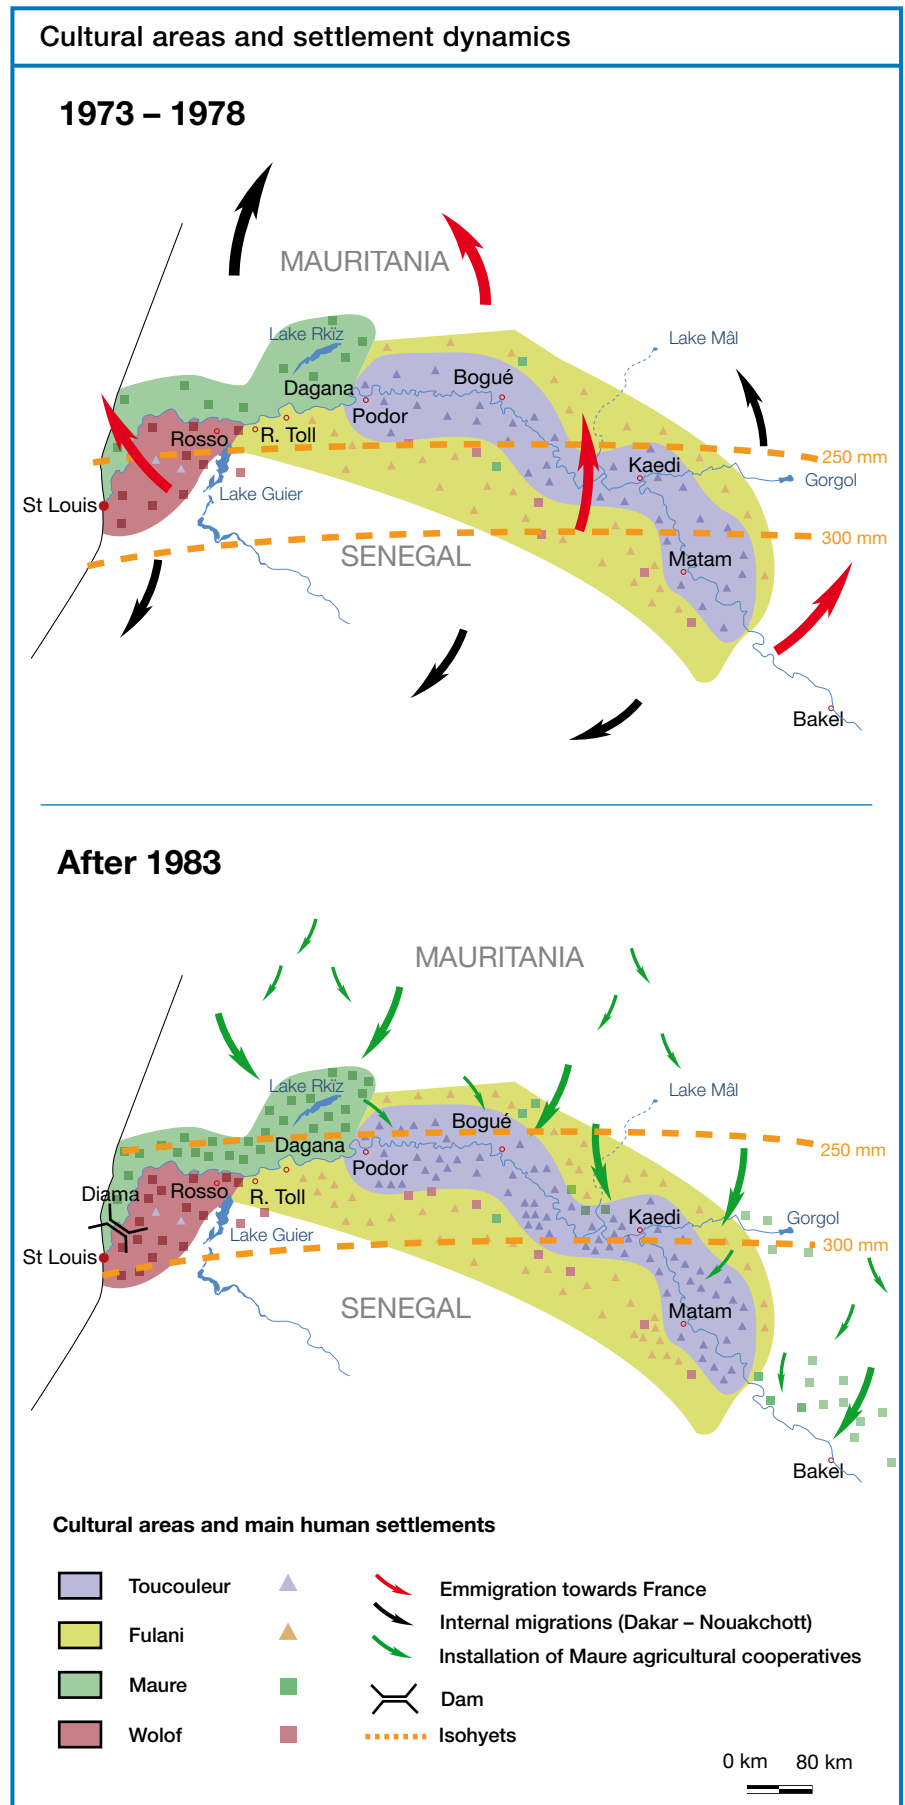 Cultural areas and settlement dynamics
1973 – 1978
MAURITANIA
Lake Rkïz
Lake Mâl
Dagana
Bogué
Podor
Rosso
R. Toll
250 mm
Kaedi
Gorgol
Lake Guier
St Louis
300 mm
SENEGAL
Matam
Bakel
After 1983
MAURITANIA
Lake Rkïz
Lake Mâl
Bogué
Dagana
250 mm
Podor
Diama
Rosso
R. Toll
Kaedi
Gorgol
Lake Guier
300 mm
St Louis
SENEGAL
Matam
Bakel
Cultural areas and main human settlements
Toucouleur
Fulani
Maure
Wolof
Emmigration towards France
Internal migrations (Dakar – Nouakchott)
Installation of Maure agricultural cooperatives
Dam
Isohyets
0 km 80 km